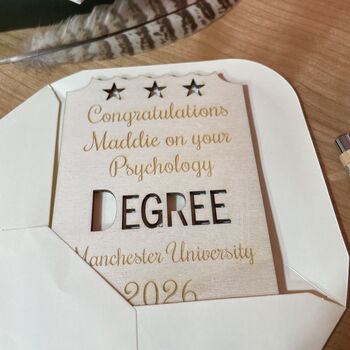 Congratulations
Maddie on your
Psychology
DEGREE
Manchester University
2026